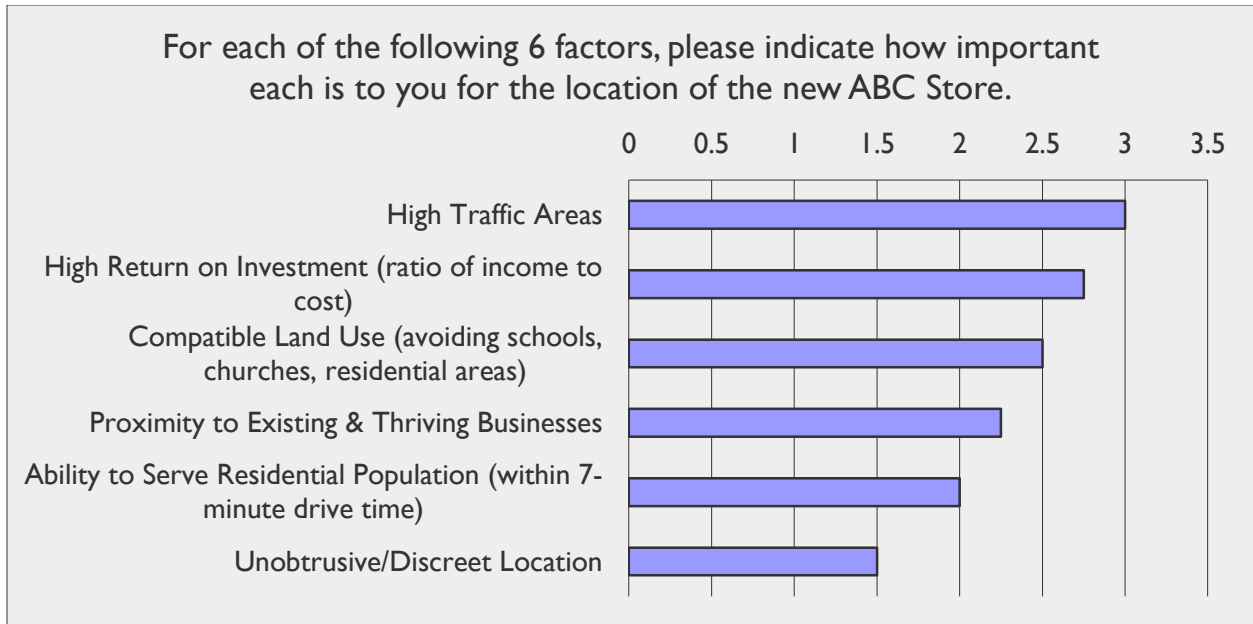 For each of the following 6 factors, please indicate how important
each is to you for the location of the new ABC Store.
0 0.5 1 1.5 2 2.5 3 3.5
High Traffic Areas
High Return on Investment (ratio of income to
cost)
Compatible Land Use (avoiding schools,
churches, residential areas)
Proximity to Existing & Thriving Businesses
Ability to Serve Residential Population (within 7-
minute drive time)
Unobtrusive/Discreet Location